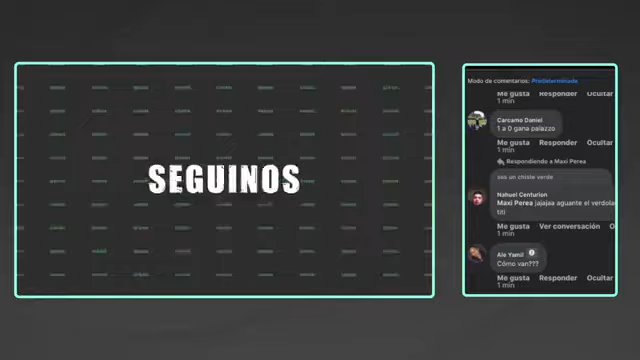 SEGUINOS
Modo de comentarios: Predeterminado
Me gusta Responder Ocultar
1 min
Carcamo Daniel
1 a 0 gana palazzo
Me gusta Responder Ocultar
1 min
Respondiendo a Maxi Perea
sos un chiste verde
Nahuel Centurion
Maxi Perez jajajaa aguante el verdola
titi
Me gusta Ver conversación
1 min
Ale Yamil
Cómo van???
Me gusta Responder Ocultar
1 min